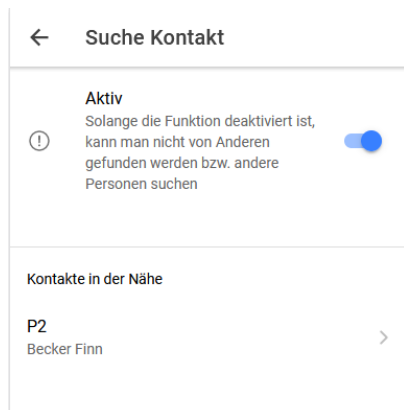 Suche Kontakt
Aktiv
Solange die Funktion deaktiviert ist,
kann man nicht von Anderen
gefunden werden bzw. andere
Personen suchen
Kontakte in der Nähe
P2
Becker Finn